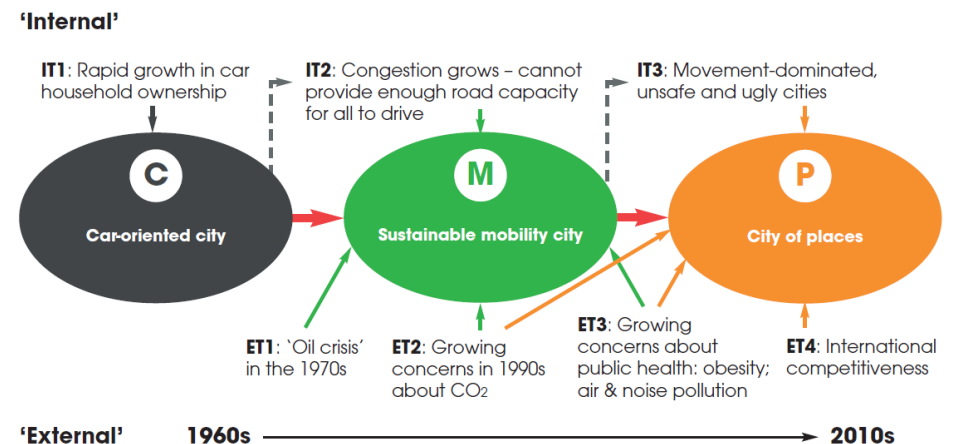 ‘Internal’
IT1: Rapid growth in car
household ownership
IT2: Congestion grows – cannot
provide enough road capacity
for all to drive
IT3: Movement-dominated,
unsafe and ugly cities
C
Car-oriented city
M
Sustainable mobility city
P
City of places
ET1: ‘Oil crisis’
in the 1970s
ET2: Growing
concerns in 1990s
about CO2
ET3: Growing
concerns about
public health: obesity;
air & noise pollution
ET4: International
competitiveness
‘External’ 1960s 2010s